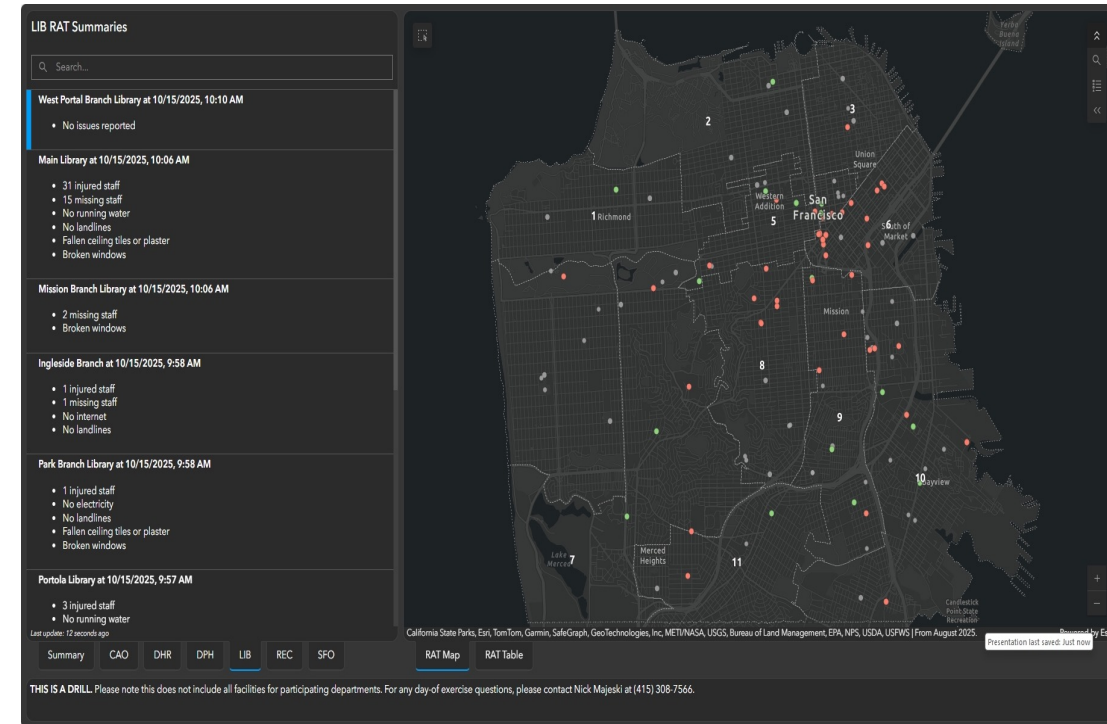 LIB RAT Summaries
Search...
West Portal Branch Library at 10/15/2025, 10:10 AM
No issues reported
Main Library at 10/15/2025, 10:06 AM
31 injured staff
15 missing staff
No running water
No landlines
Fallen ceiling tiles or plaster
Broken windows
Mission Branch Library at 10/15/2025, 10:06 AM
2 missing staff
Broken windows
Ingleside Branch at 10/15/2025, 9:58 AM
1 injured staff
1 missing staff
No internet
No landlines
Park Branch Library at 10/15/2025, 9:58 AM
1 injured staff
No electricity
No landlines
Fallen ceiling tiles or plaster
Broken windows
Portola Library at 10/15/2025, 9:57 AM
3 injured staff
No running water
Last update: 12 seconds ago
Summary CAO DHR DPH LIB REC SFO
Yerba
Buena
Island
2
3
Union
Square
Western
Addition
San
Francisco
1 Richmond
5
6
South of
Market
Mission
8
9
10
Bayview
Lake
Merced
7
Merced
Heights
11
Candlestick
Point State
Recreation
California State Parks, Esri, TomTom, Garmin, SafeGraph, GeoTechnologies, Inc, METI/NASA, USGS, Bureau of Land Management, EPA, NPS, USDA, USFWS | From August 2025.
Powered by Es
Presentation last saved: Just now
RAT Map RAT Table
THIS IS A DRILL. Please note this does not include all facilities for participating departments. For any day-of exercise questions, please contact Nick Majeski at (415) 308-7566.